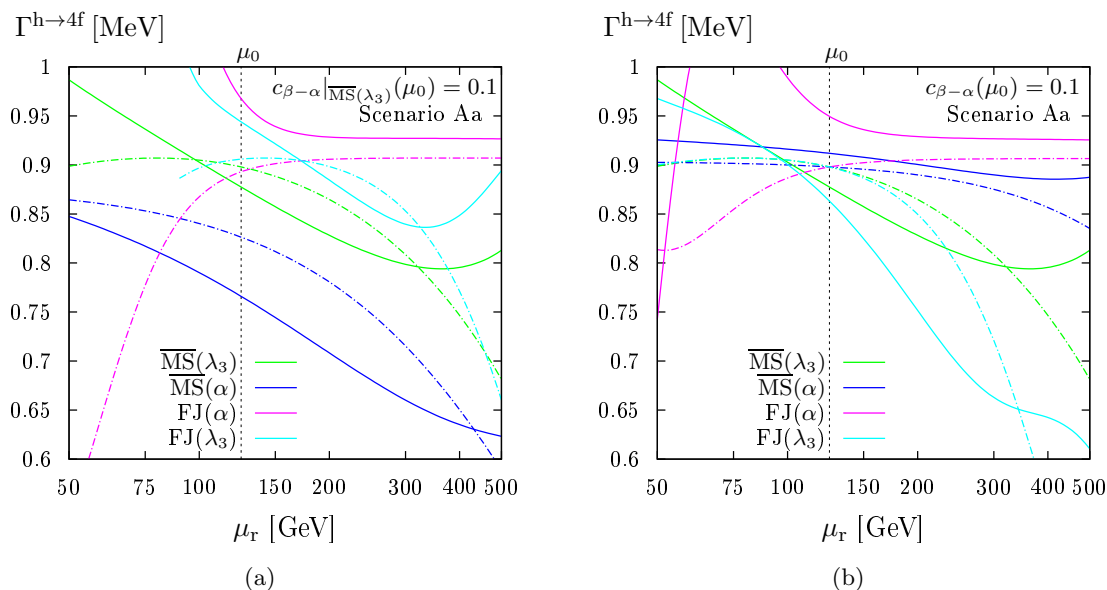 Γ^{h→4f} [MeV]
μ₀
1
0.95
0.9
0.85
0.8
0.75
0.7
0.65
0.6
c_{β−α}|_{\overline{MS}(λ₃)}(μ₀) = 0.1
Scenario Aa
\overline{MS}(λ₃)
\overline{MS}(α)
FJ(α)
FJ(λ₃)
50 75 100 150 200 300 400 500
μ_r [GeV]
(a)
Γ^{h→4f} [MeV]
μ₀
1
0.95
0.9
0.85
0.8
0.75
0.7
0.65
0.6
c_{β−α}(μ₀) = 0.1
Scenario Aa
\overline{MS}(λ₃)
\overline{MS}(α)
FJ(α)
FJ(λ₃)
50 75 100 150 200 300 400 500
μ_r [GeV]
(b)